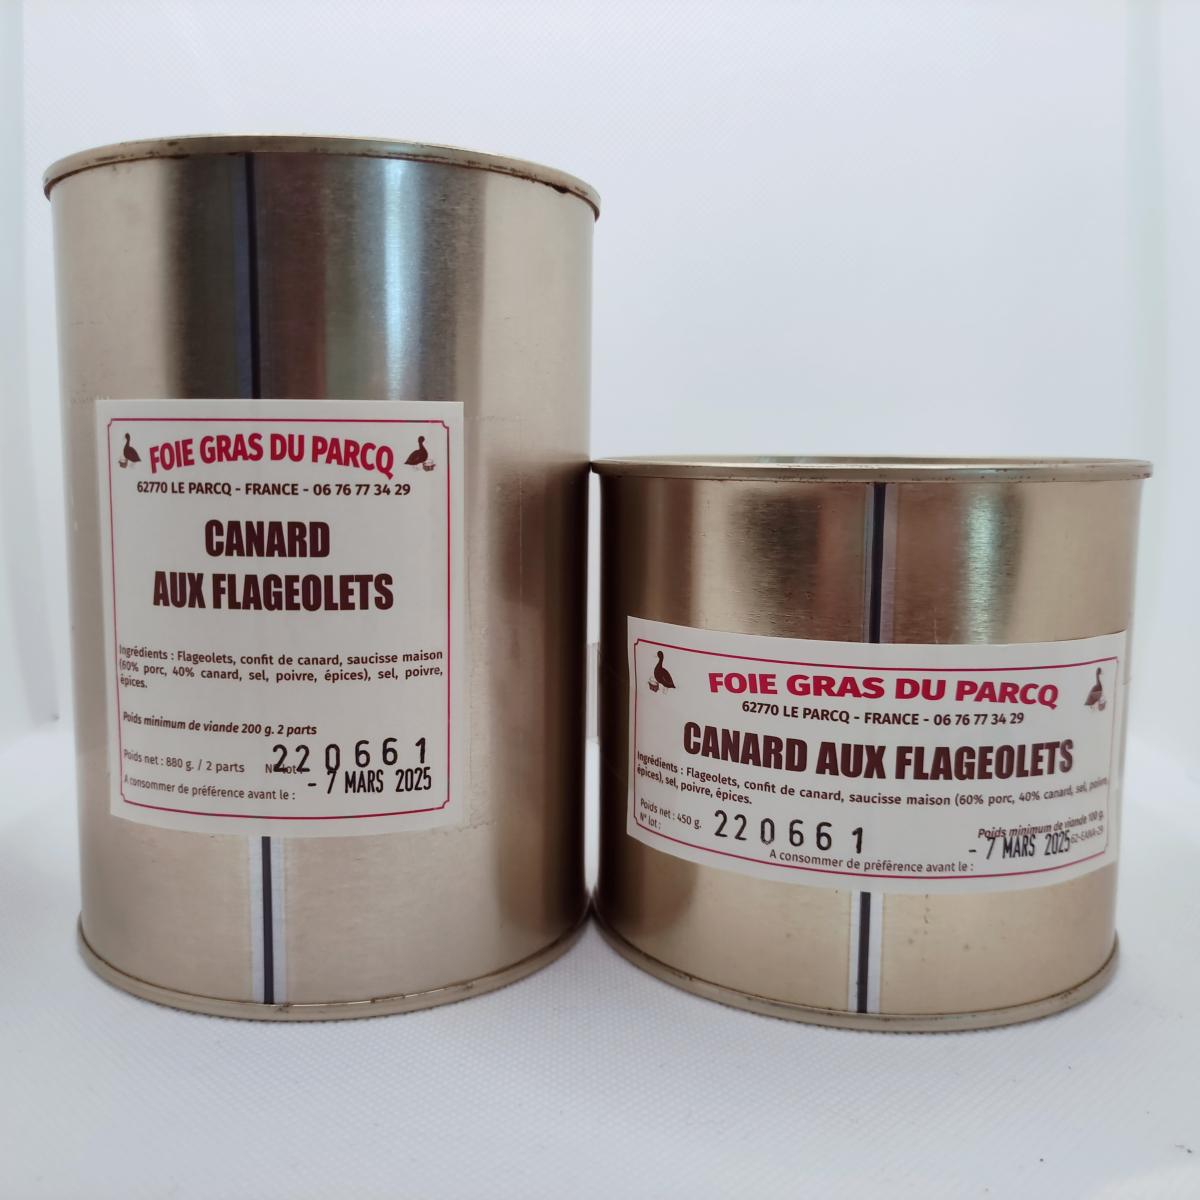 FOIE GRAS DU PARCQ
62770 LE PARCQ - FRANCE - 06 76 77 34 29
CANARD
AUX FLAGEOLETS
Ingrédients : Flageolets, confit de canard, saucisse maison
(60% porc, 40% canard, sel, poivre, épices), sel, poivre,
épices.
Poids minimum de viande 200 g. 2 parts
Poids net : 880 g. / 2 parts N° lot : 220661
A consommer de préférence avant le : - 7 MARS 2025
FOIE GRAS DU PARCQ
62770 LE PARCQ - FRANCE - 06 76 77 34 29
CANARD AUX FLAGEOLETS
Ingrédients : Flageolets, confit de canard, saucisse maison (60% porc, 40% canard, sel, poivre,
épices), sel, poivre, épices.
Poids net : 450 g. Poids minimum de viande 100 g.
N° lot : 220661 62-EANA-29
A consommer de préférence avant le : - 7 MARS 2025